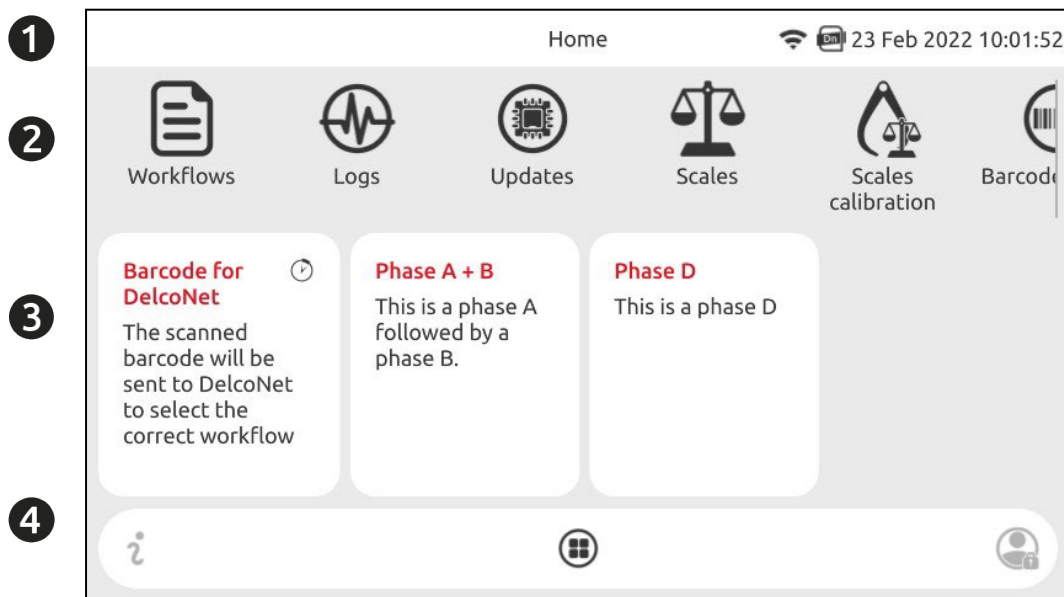 1
Home
Dn
23 Feb 2022 10:01:52
2
Workflows
Logs
Updates
Scales
Scales
calibration
Barcode
3
Barcode for
DelcoNet
The scanned
barcode will be
sent to DelcoNet
to select the
correct workflow
Phase A + B
This is a phase A
followed by a
phase B.
Phase D
This is a phase D
4
i